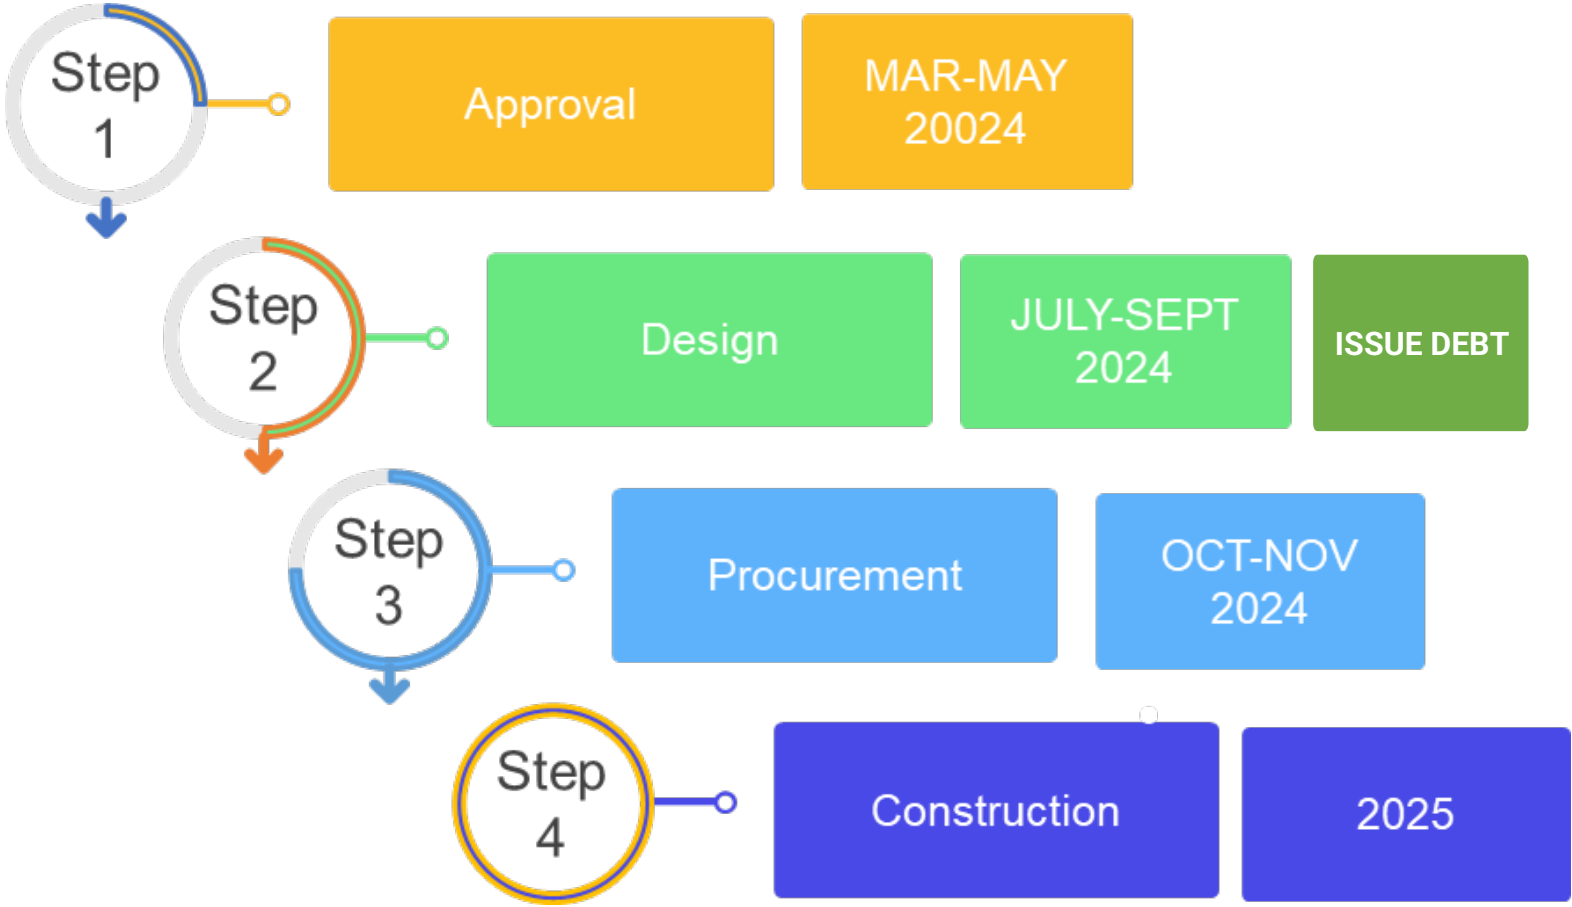 Step
1
Approval
MAR-MAY
20024
Step
2
Design
JULY-SEPT
2024
ISSUE DEBT
Step
3
Procurement
OCT-NOV
2024
Step
4
Construction
2025